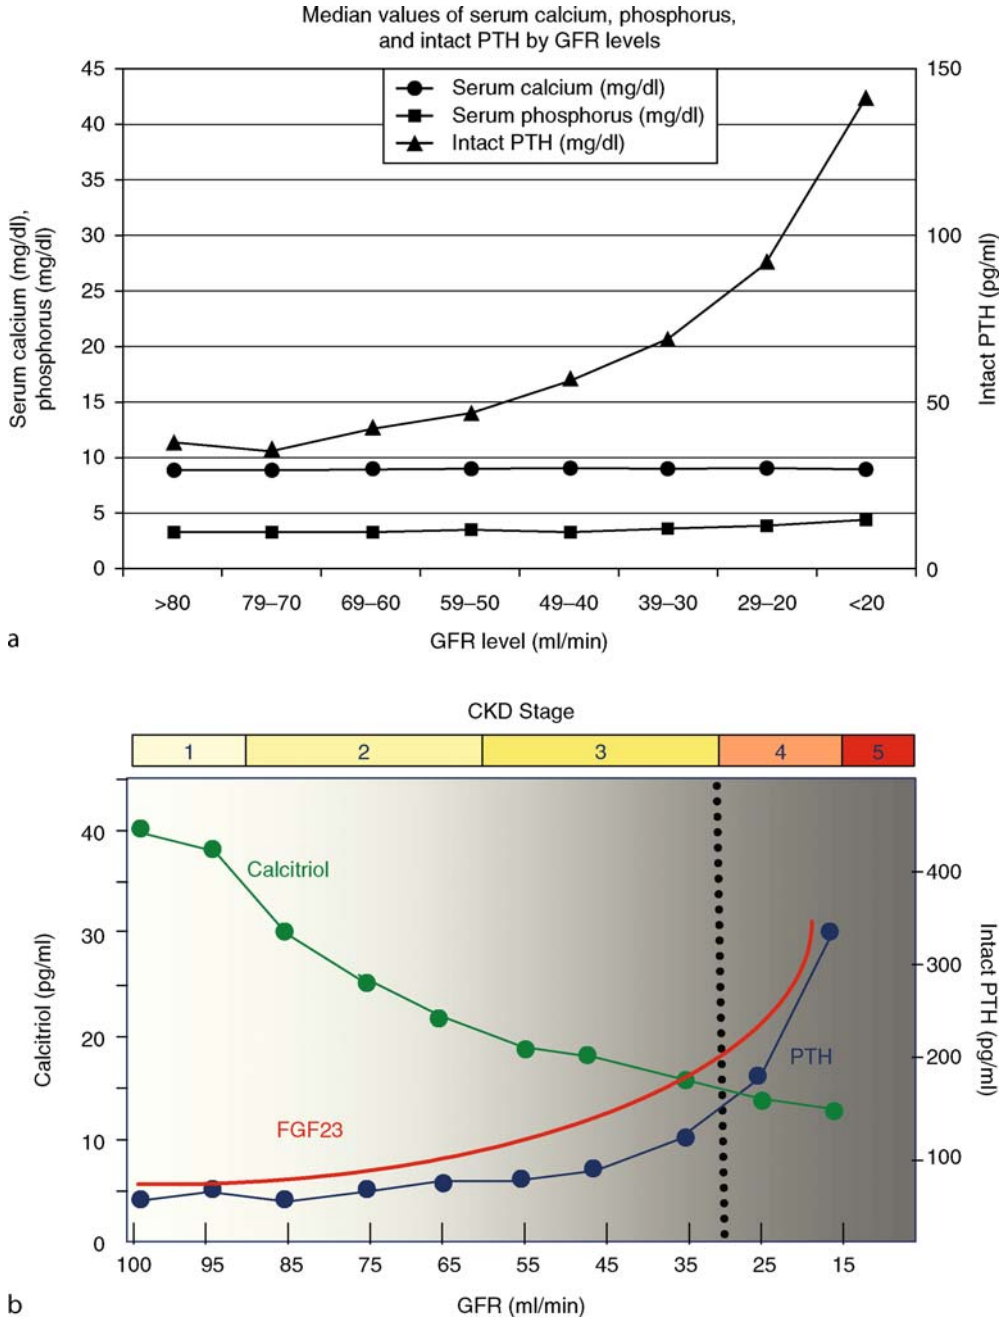 Median values of serum calcium, phosphorus,
and intact PTH by GFR levels
45
40
35
30
25
20
15
10
5
0
Serum calcium (mg/dl),
phosphorus (mg/dl)
Serum calcium (mg/dl)
Serum phosphorus (mg/dl)
Intact PTH (mg/dl)
150
100
50
0
Intact PTH (pg/ml)
>80 79–70 69–60 59–50 49–40 39–30 29–20 <20
GFR level (ml/min)
a
CKD Stage
1 2 3 4 5
40
30
20
10
0
Calcitriol (pg/ml)
Calcitriol
FGF23
PTH
400
300
200
100
Intact PTH
(pg/ml)
100 95 85 75 65 55 45 35 25 15
GFR (ml/min)
b